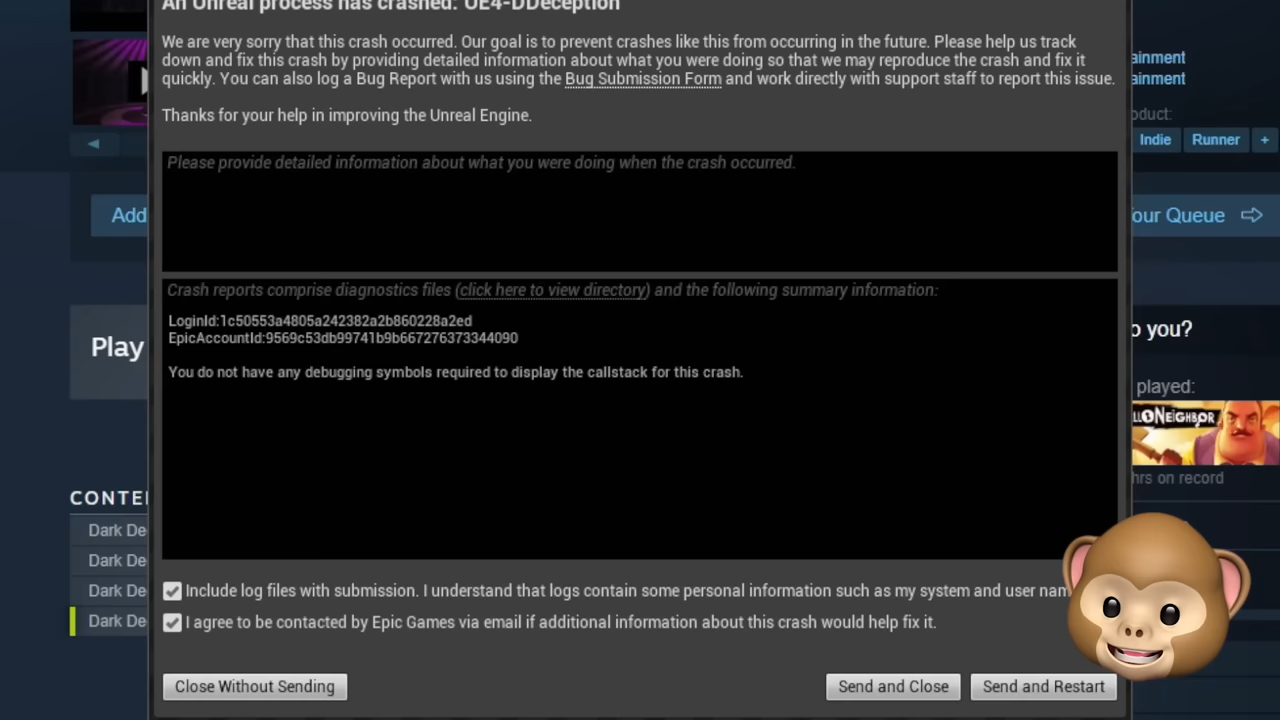 An Unreal process has crashed: UE4-DDeception
We are very sorry that this crash occurred. Our goal is to prevent crashes like this from occurring in the future. Please help us track
down and fix this crash by providing detailed information about what you were doing so that we may reproduce the crash and fix it
quickly. You can also log a Bug Report with us using the Bug Submission Form and work directly with support staff to report this issue.
ainment
ainment
Thanks for your help in improving the Unreal Engine.
oduct:
Indie Runner +
Please provide detailed information about what you were doing when the crash occurred.
Add
our Queue
Crash reports comprise diagnostics files (click here to view directory) and the following summary information:
LoginId:1c50553a4805a242382a2b860228a2ed
EpicAccountId:9569c53db99741b9b667276373344090
o you?
Play
You do not have any debugging symbols required to display the callstack for this crash.
played:
LLO NEIGHBOR
hrs on record
CONTE
Dark De
Dark De
Dark De
Dark De
Include log files with submission. I understand that logs contain some personal information such as my system and user nam
I agree to be contacted by Epic Games via email if additional information about this crash would help fix it.
Close Without Sending
Send and Close
Send and Restart